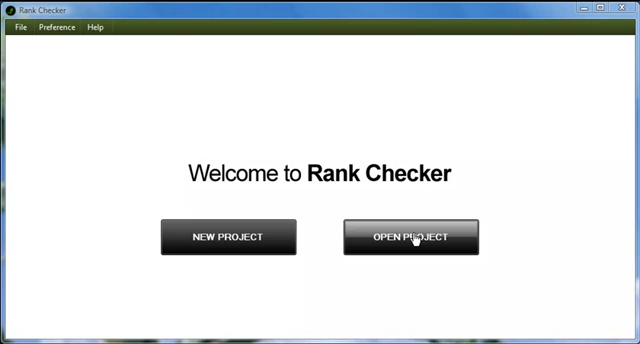 Rank Checker
File Preference Help
Welcome to Rank Checker
NEW PROJECT OPEN PROJECT